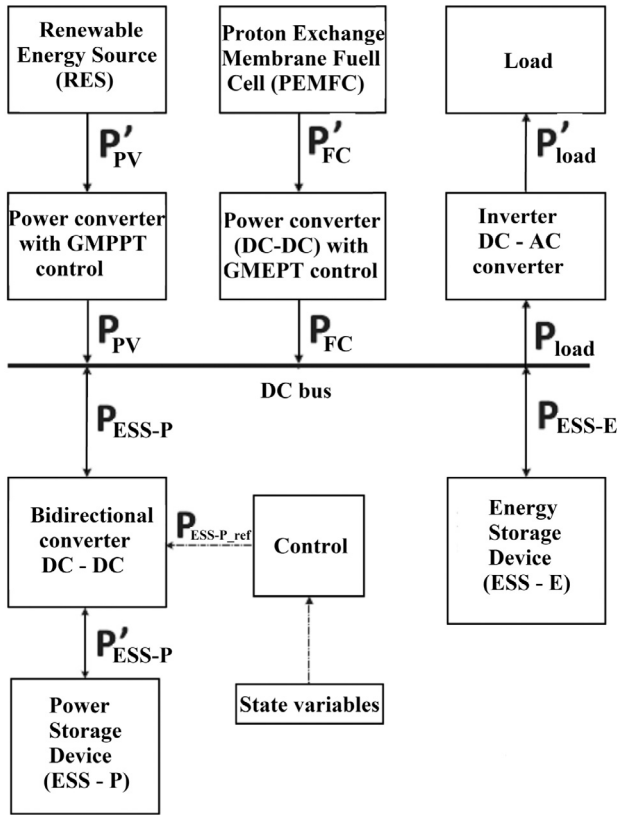 Renewable
Energy Source
(RES)
Proton Exchange
Membrane Fuell
Cell (PEMFC)
Load
P′PV
P′FC
P′load
Power converter
with GMPPT
control
Power converter
(DC-DC) with
GMEPT control
Inverter
DC - AC
converter
PPV
PFC
Pload
DC bus
PESS-P
PESS-E
Bidirectional
converter
DC - DC
PESS-P_ref
Control
Energy
Storage
Device
(ESS - E)
P′ESS-P
Power
Storage
Device
(ESS - P)
State variables